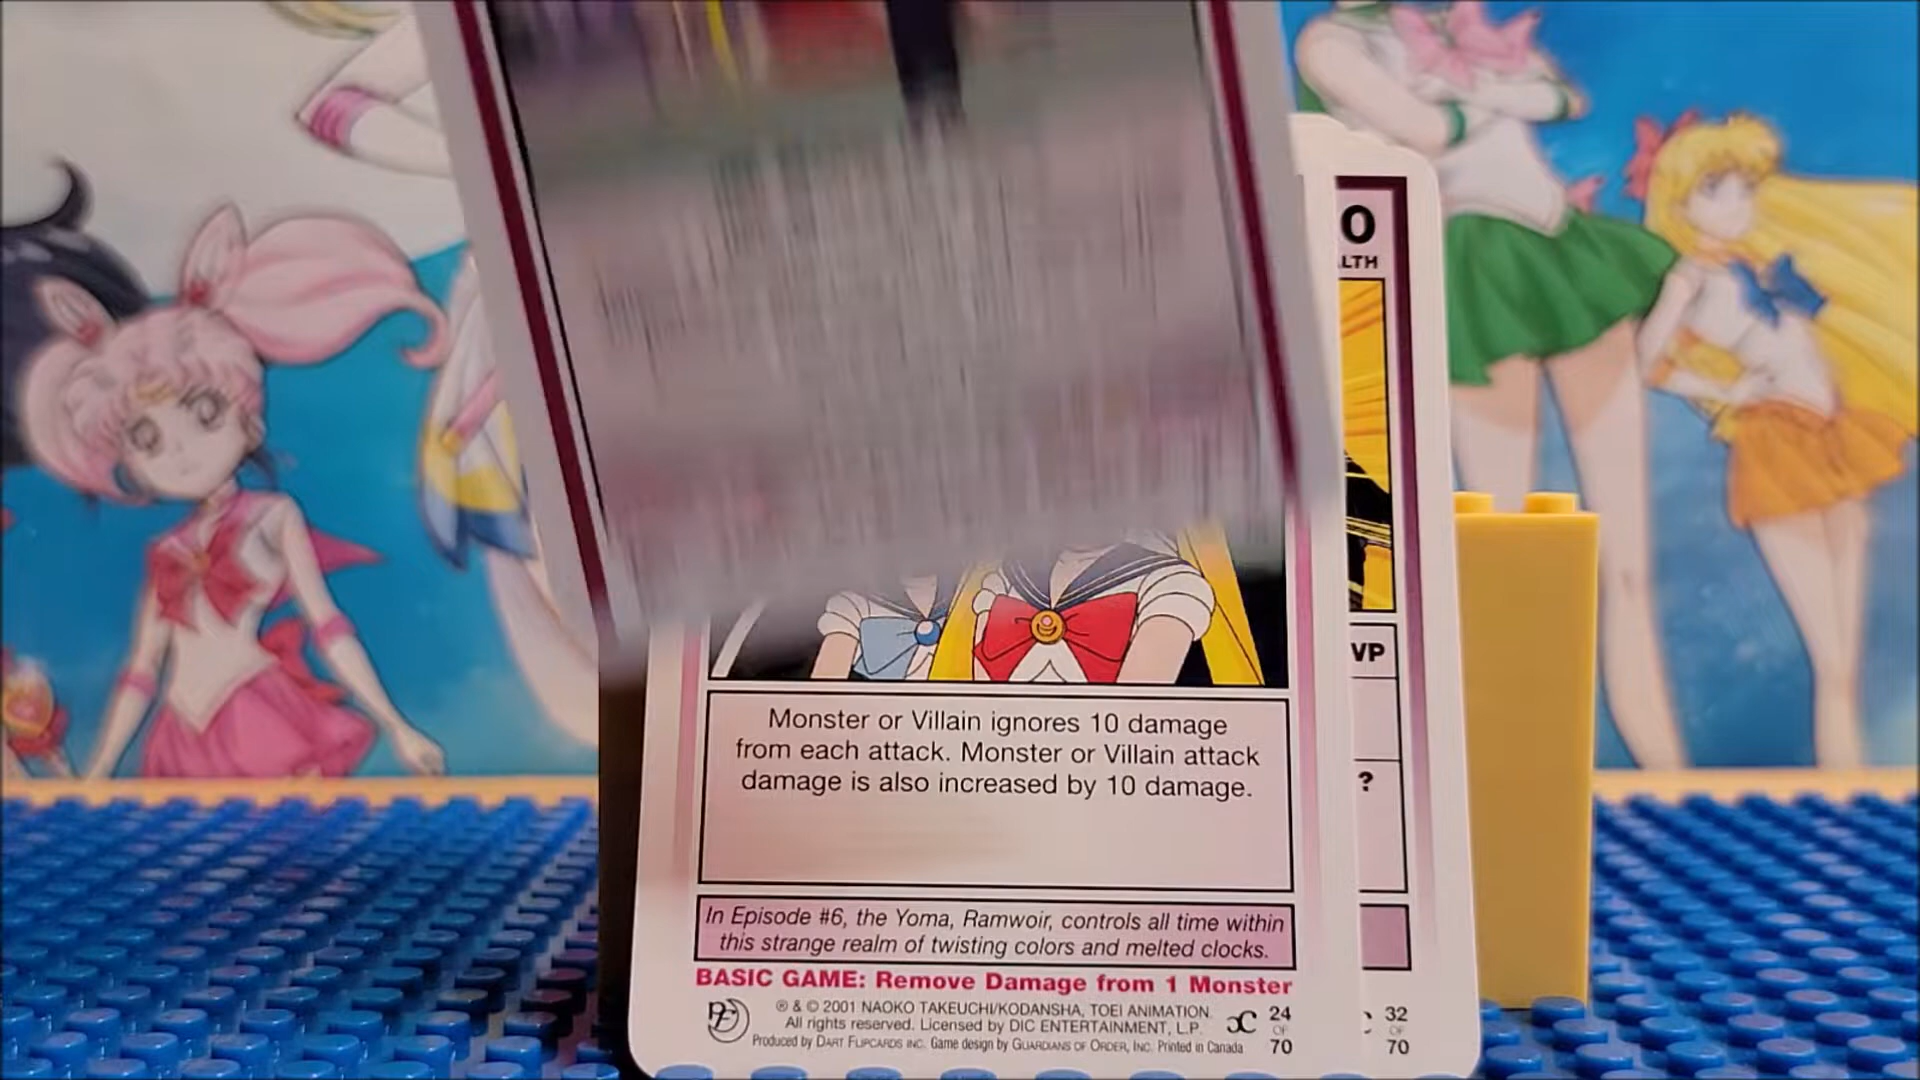 0
LTH
VP
?
Monster or Villain ignores 10 damage
from each attack. Monster or Villain attack
damage is also increased by 10 damage.
In Episode #6, the Yoma, Ramwoir, controls all time within
this strange realm of twisting colors and melted clocks.
BASIC GAME: Remove Damage from 1 Monster
® & © 2001 NAOKO TAKEUCHI/KODANSHA, TOEI ANIMATION.
All rights reserved. Licensed by DIC ENTERTAINMENT, L.P.
Produced by DART FLIPCARDS INC. Game design by GUARDIANS OF ORDER, INC. Printed in Canada
24
OF
70
32
OF
70